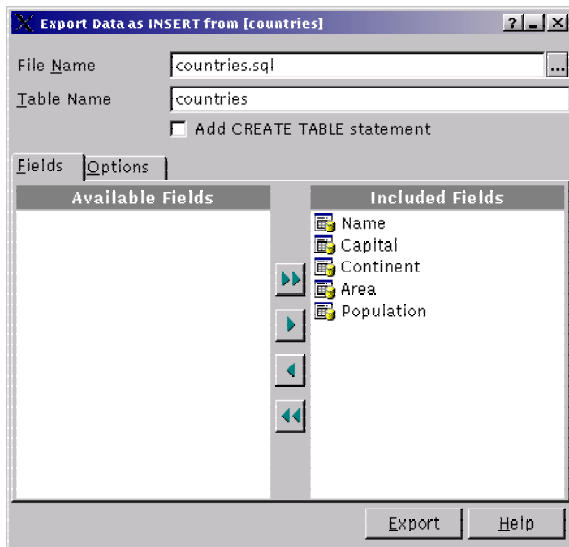 Export Data as INSERT from [countries]
File Name countries.sql ...
Table Name countries
Add CREATE TABLE statement
Fields Options
Available Fields Included Fields
Name
Capital
Continent
Area
Population
Export Help